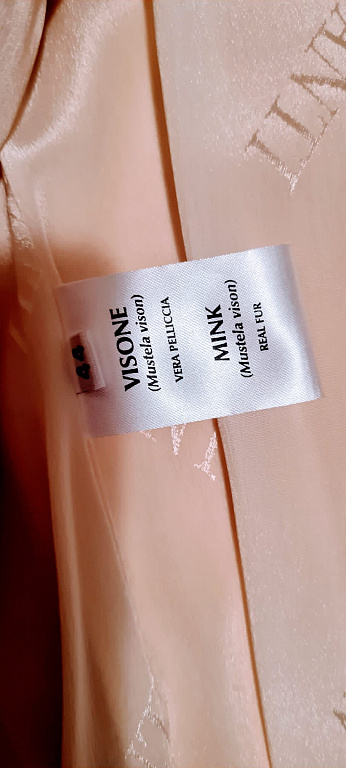 44
VISONE
(Mustela vison)
VERA PELLICCIA
MINK
(Mustela vison)
REAL FUR